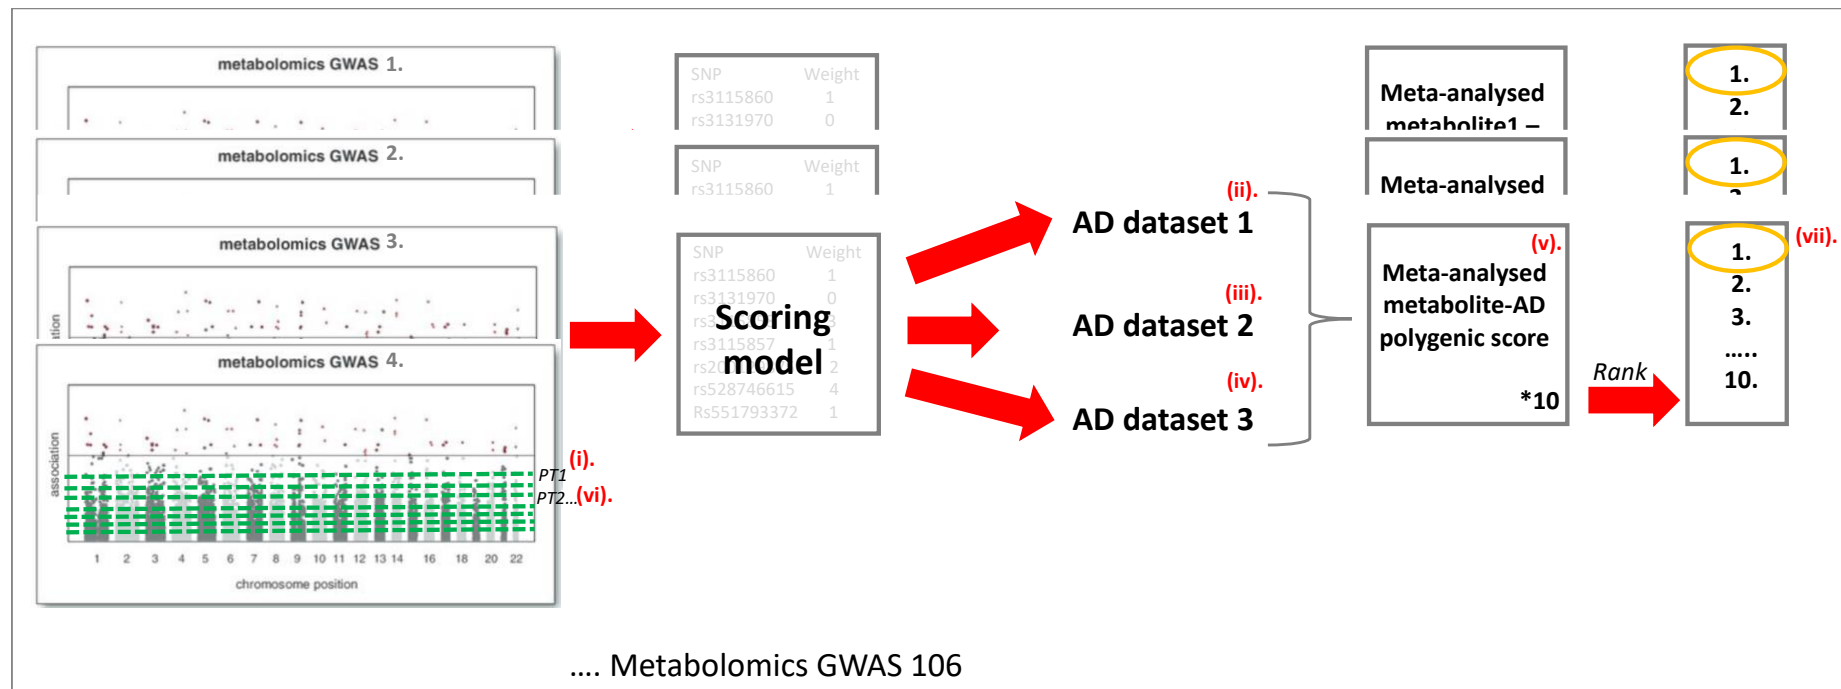 metabolomics GWAS 1.
metabolomics GWAS 2.
metabolomics GWAS 3.
metabolomics GWAS 4.
association
PT1
(i).
PT2...
(vi).
1 2 3 4 5 6 7 8 9 10 11 12 13 14 16 18 20 22
chromosome position
SNP Weight
rs3115860 1
rs3131970 0
SNP Weight
rs3115860 1
SNP Weight
rs3115860 1
rs3131970 0
Scoring
model
rs3115857 1
2
rs528746615 4
Rs551793372 1
(ii).
AD dataset 1
(iii).
AD dataset 2
(iv).
AD dataset 3
Meta-analysed
metabolite1 –
Meta-analysed
(v).
Meta-analysed
metabolite-AD
polygenic score
*10
Rank
1.
2.
1.
(vii).
1.
2.
3.
.....
10.
.... Metabolomics GWAS 106